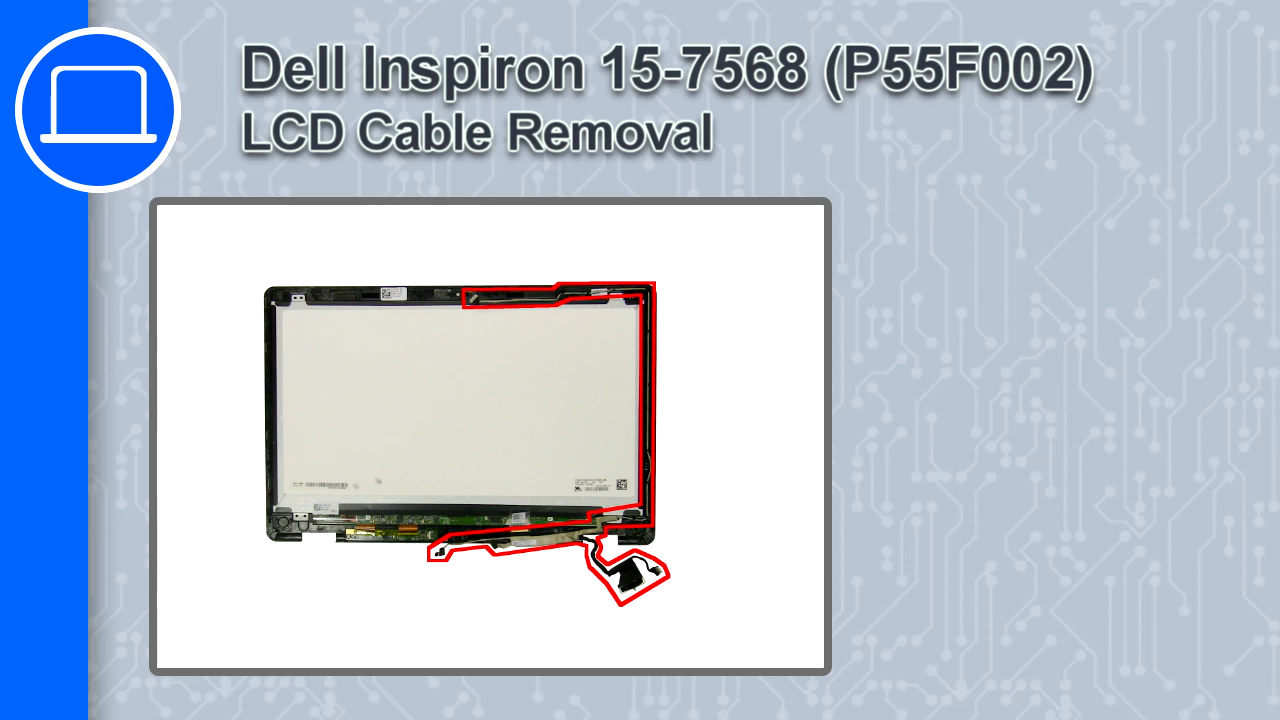 Dell Inspiron 15-7568 (P55F002)
LCD Cable Removal